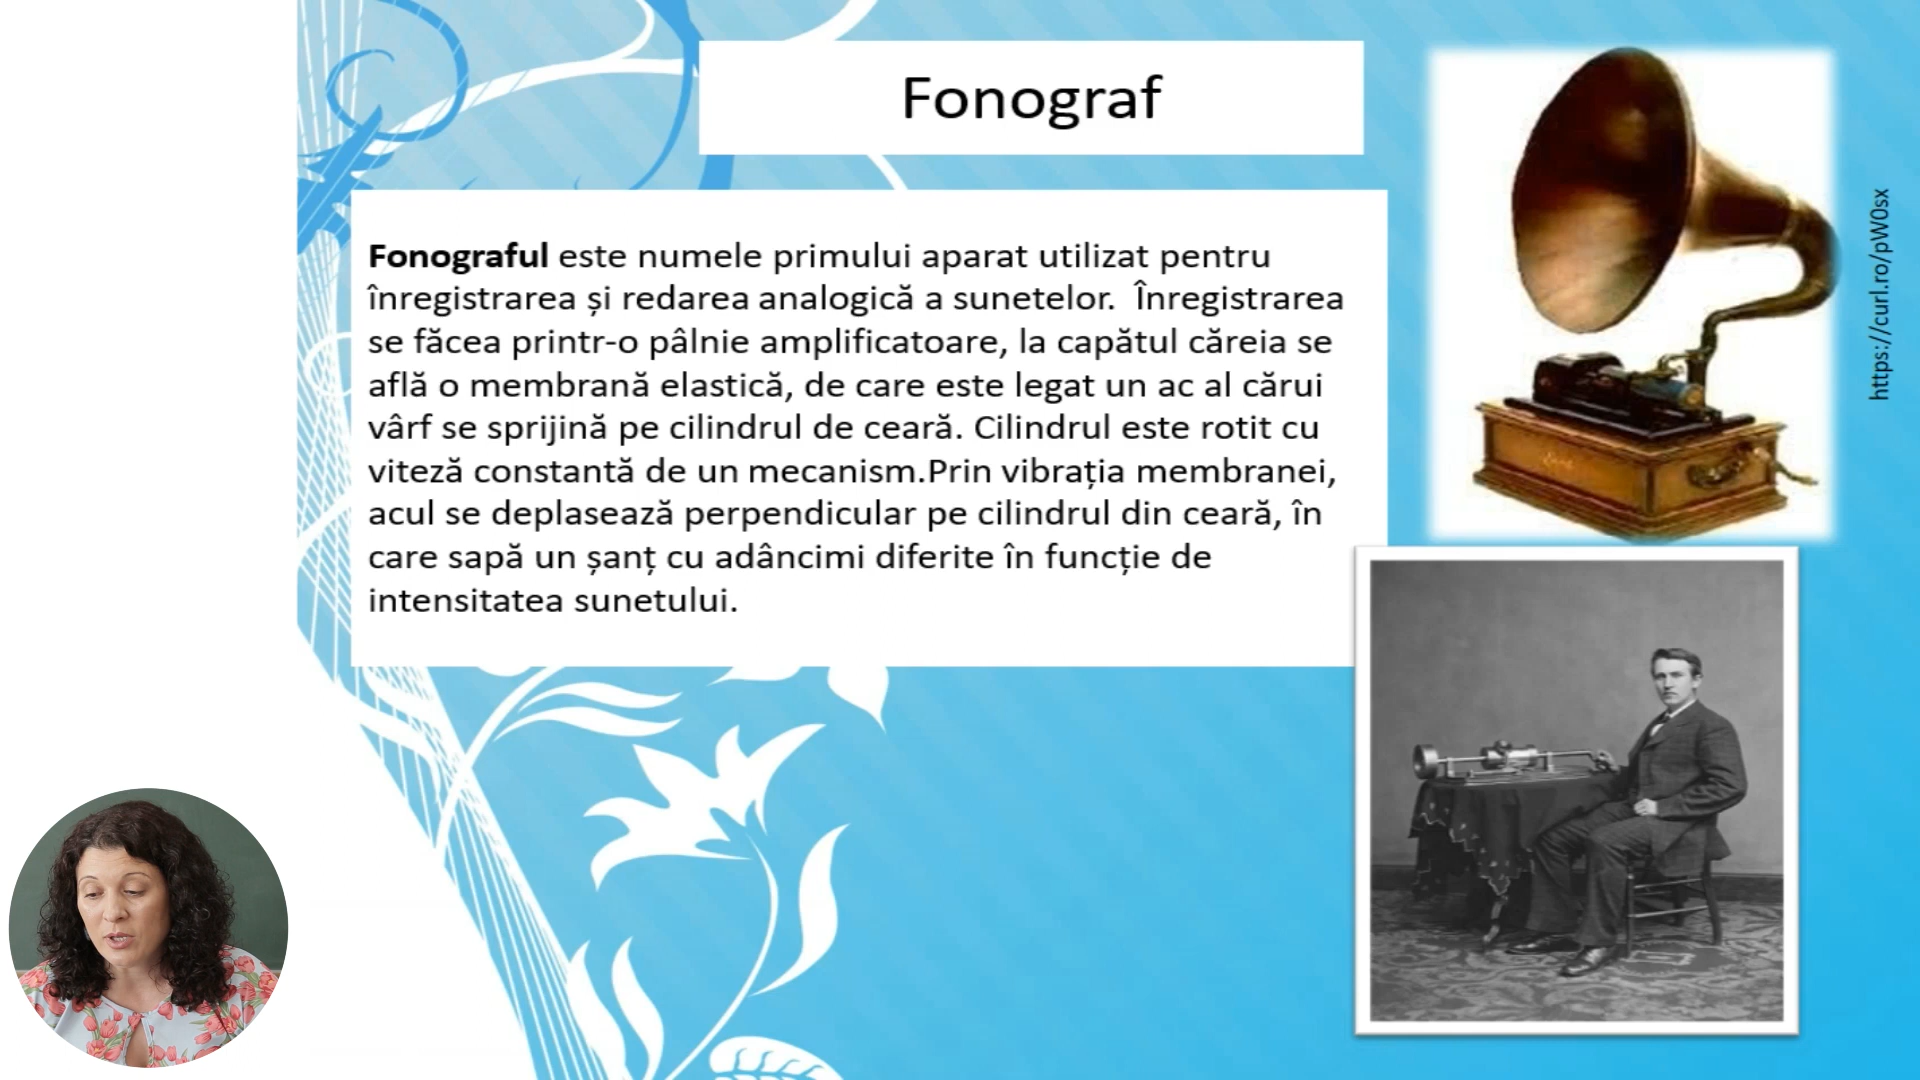 Fonograf
Fonograful este numele primului aparat utilizat pentru
înregistrarea și redarea analogică a sunetelor.  Înregistrarea
se făcea printr-o pâlnie amplificatoare, la capătul căreia se
află o membrană elastică, de care este legat un ac al cărui
vârf se sprijină pe cilindrul de ceară. Cilindrul este rotit cu
viteză constantă de un mecanism.Prin vibrația membranei,
acul se deplasează perpendicular pe cilindrul din ceară, în
care sapă un șanț cu adâncimi diferite în funcție de
intensitatea sunetului.
https://curl.ro/pW0sx